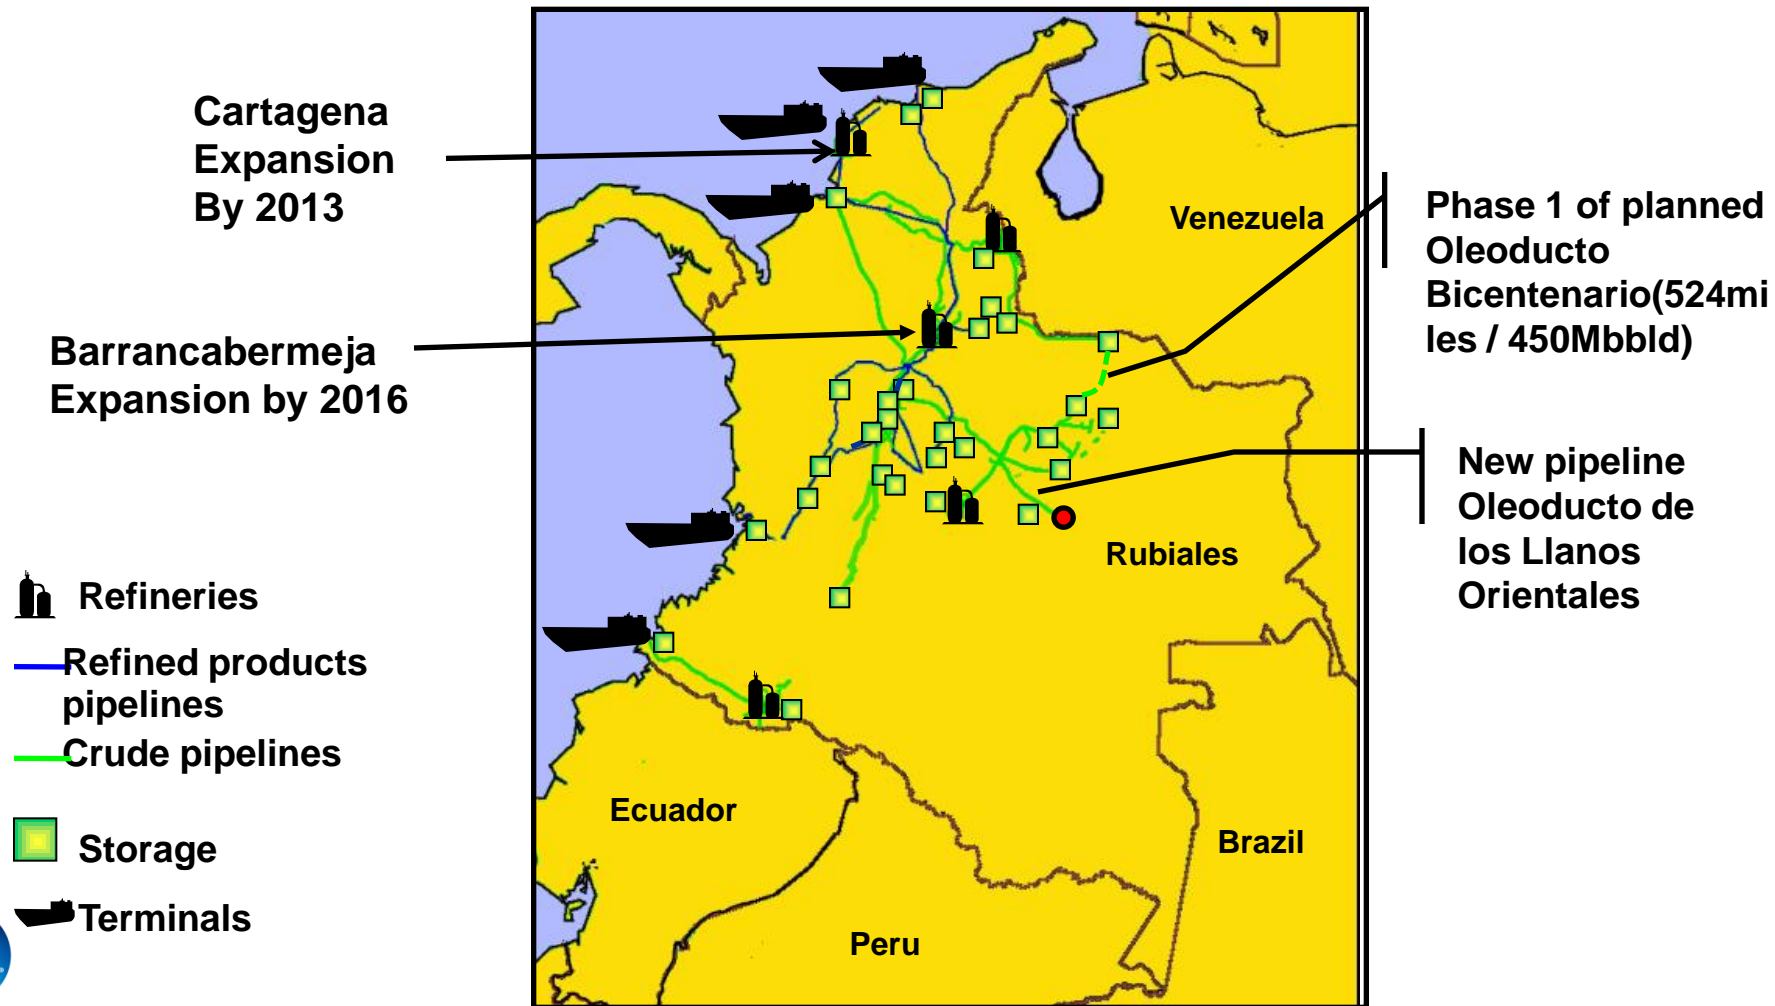 Cartagena
Expansion
By 2013
Barrancabermeja
Expansion by 2016
Venezuela
Phase 1 of planned
Oleoducto
Bicentenario(524mi
les / 450Mbbld)
New pipeline
Oleoducto de
los Llanos
Orientales
Rubiales
Ecuador
Brazil
Peru
Refineries
Refined products
pipelines
Crude pipelines
Storage
Terminals